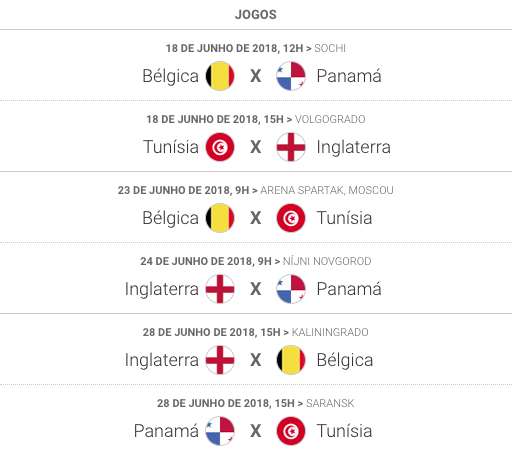 JOGOS
18 DE JUNHO DE 2018, 12H > SOCHI
Bélgica X Panamá
18 DE JUNHO DE 2018, 15H > VOLGOGRADO
Tunísia X Inglaterra
23 DE JUNHO DE 2018, 9H > ARENA SPARTAK, MOSCOU
Bélgica X Tunísia
24 DE JUNHO DE 2018, 9H > NÍJNI NOVGOROD
Inglaterra X Panamá
28 DE JUNHO DE 2018, 15H > KALININGRADO
Inglaterra X Bélgica
28 DE JUNHO DE 2018, 15H > SARANSK
Panamá X Tunísia